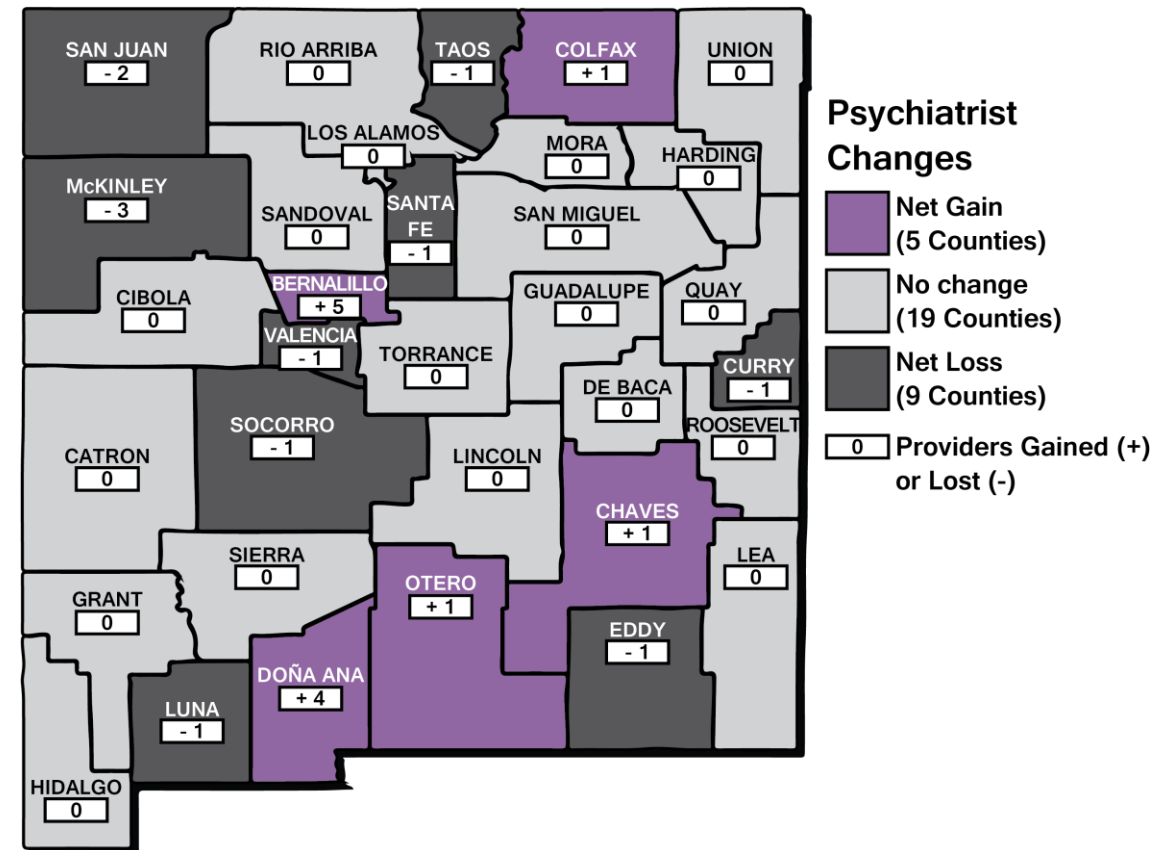 SAN JUAN
- 2
RIO ARRIBA
0
TAOS
- 1
COLFAX
+ 1
UNION
0
LOS ALAMOS
0
MORA
0
HARDING
0
McKINLEY
- 3
SANDOVAL
0
SANTA
FE
- 1
SAN MIGUEL
0
CIBOLA
0
BERNALILLO
+ 5
GUADALUPE
0
QUAY
0
VALENCIA
- 1
TORRANCE
0
CURRY
- 1
DE BACA
0
SOCORRO
- 1
ROOSEVELT
0
CATRON
0
LINCOLN
0
CHAVES
+ 1
SIERRA
0
OTERO
+ 1
LEA
0
GRANT
0
EDDY
- 1
DOÑA ANA
+ 4
LUNA
- 1
HIDALGO
0
Psychiatrist
Changes
Net Gain
(5 Counties)
No change
(19 Counties)
Net Loss
(9 Counties)
0 Providers Gained (+)
or Lost (-)